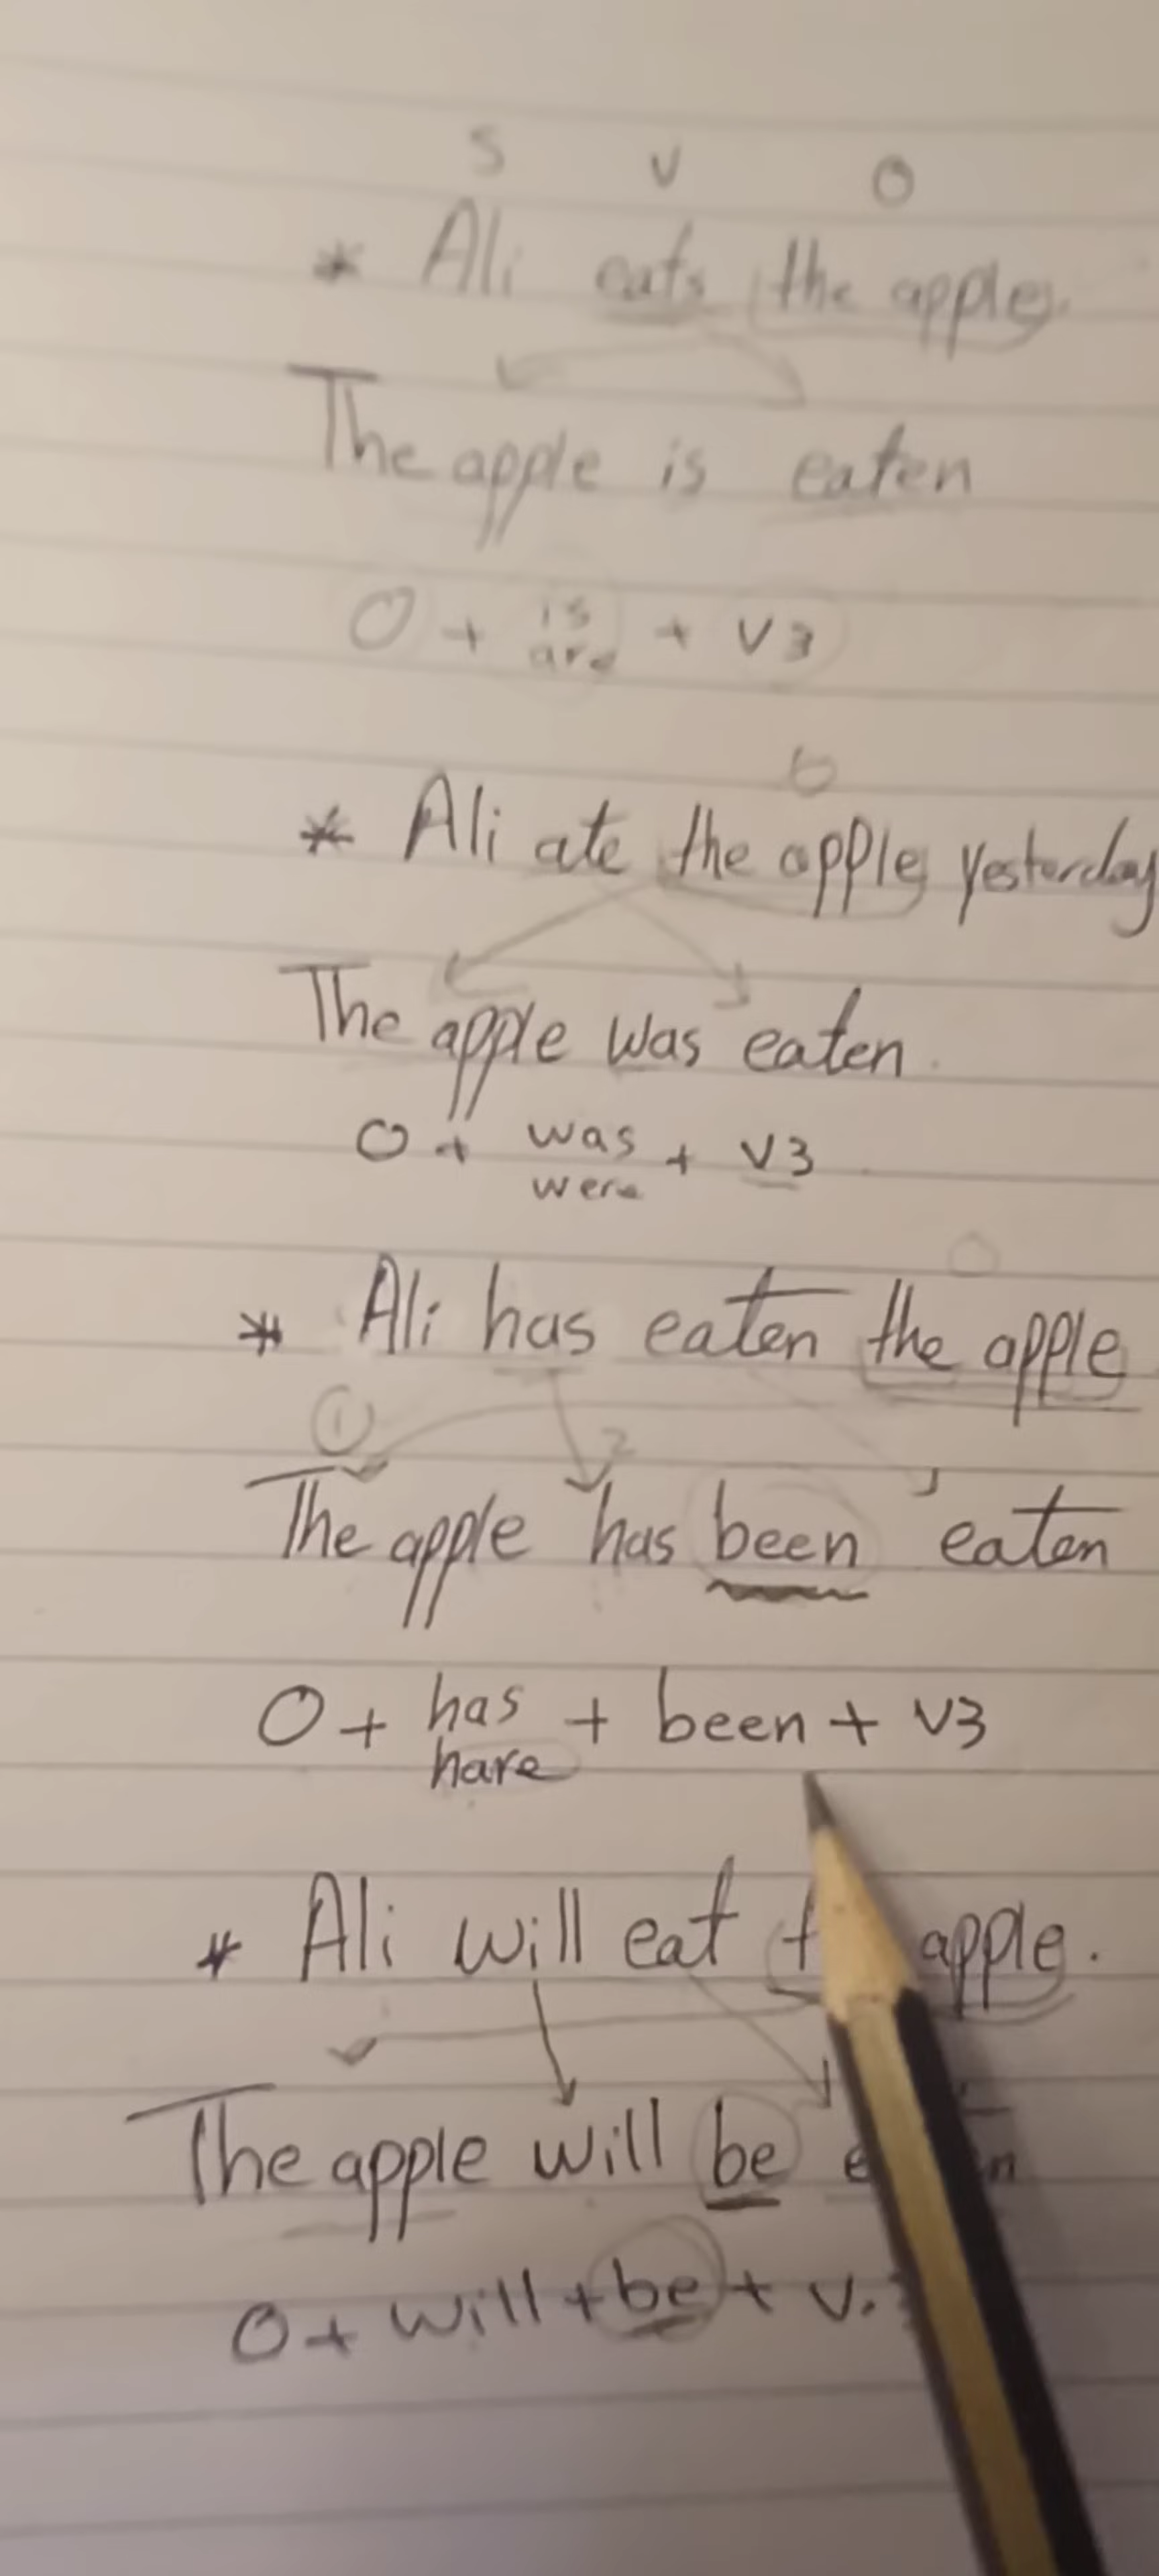 S V O
* Ali eats the apple.
The apple is eaten
O + is + V3
are
O
* Ali ate the apple yesterday
The apple was eaten.
O + was + V3
were
O
* Ali has eaten the apple
1 2
The apple has been eaten
O + has + been + V3
have
* Ali will eat apple.
The apple will be
O + will + be + V.